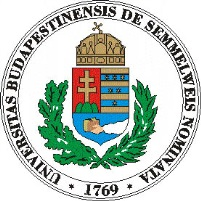 UNIVERSITAS BUDAPESTINENSIS DE SEMMELWEIS NOMINATA
* 1769 *